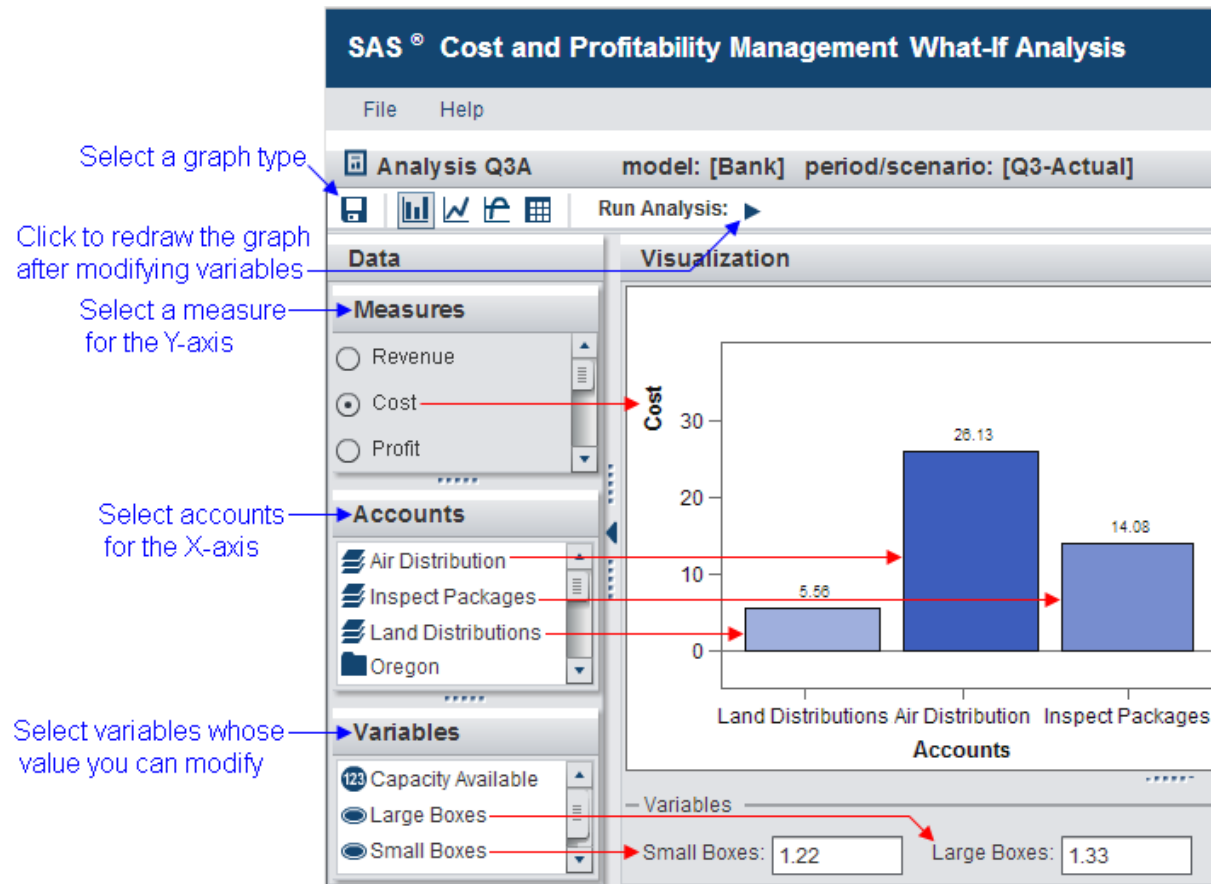 SAS ® Cost and Profitability Management What-If Analysis
File Help
Select a graph type
Analysis Q3A model: [Bank] period/scenario: [Q3-Actual]
Run Analysis:
Click to redraw the graph
after modifying variables
Data
Visualization
Select a measure
for the Y-axis
Measures
Revenue
Cost
Profit
Cost
30
20
10
0
5.56
26.13
14.08
Land Distributions Air Distribution Inspect Packages
Accounts
Select accounts
for the X-axis
Accounts
Air Distribution
Inspect Packages
Land Distributions
Oregon
Select variables whose
value you can modify
Variables
123 Capacity Available
Large Boxes
Small Boxes
Variables
Small Boxes: 1.22 Large Boxes: 1.33